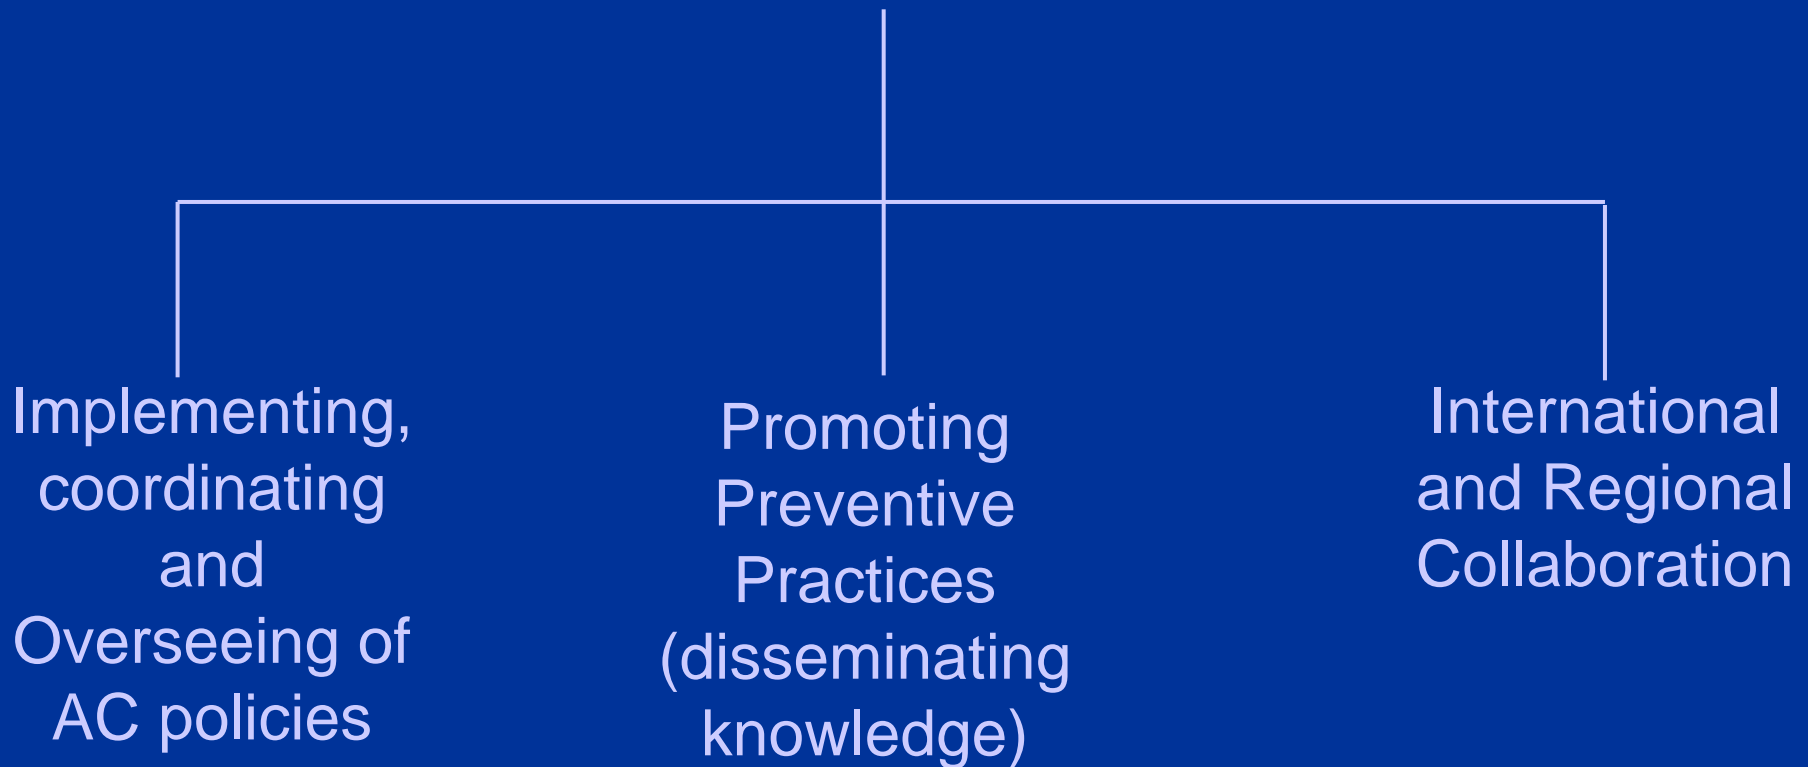 Implementing,
coordinating
and
Overseeing of
AC policies
Promoting
Preventive
Practices
(disseminating
knowledge)
International
and Regional
Collaboration